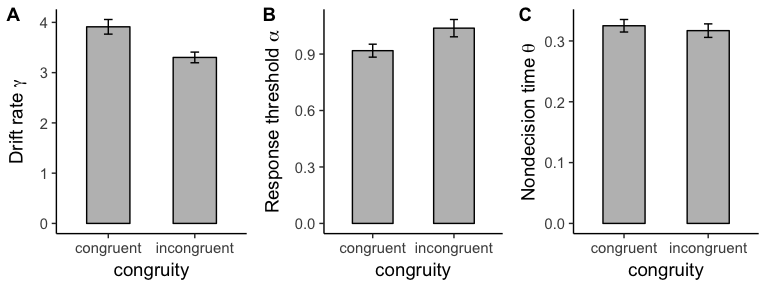 A
Drift rate γ
4
3
2
1
0
congruent incongruent
congruity
B
Response threshold α
0.9
0.6
0.3
0.0
congruent incongruent
congruity
C
Nondecision time θ
0.3
0.2
0.1
0.0
congruent incongruent
congruity